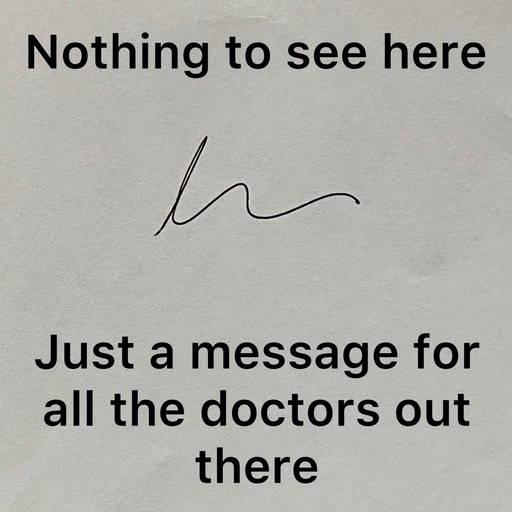 Nothing to see here
Just a message for
all the doctors out
there